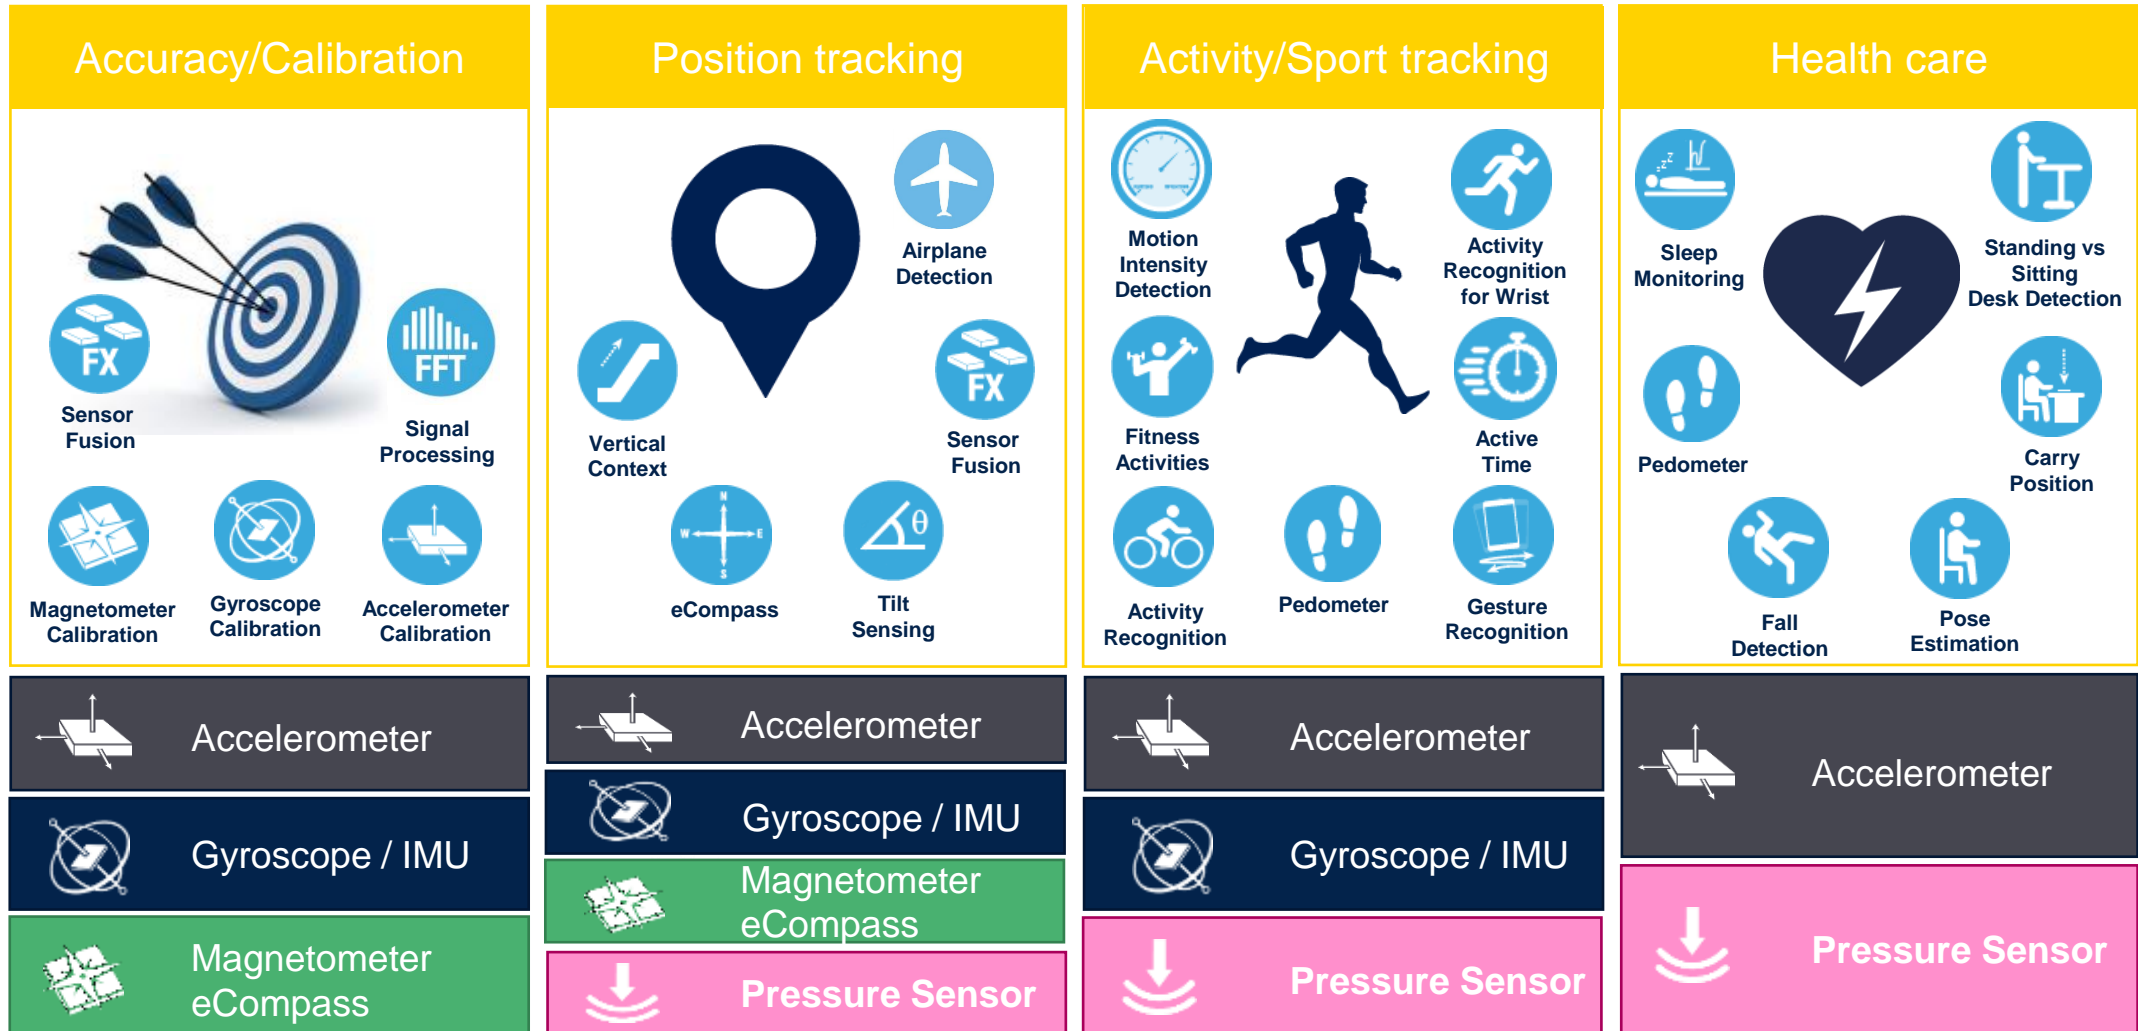 Accuracy/Calibration
FX
Sensor
Fusion
FFT
Signal
Processing
Magnetometer
Calibration
Gyroscope
Calibration
Accelerometer
Calibration
Accelerometer
Gyroscope / IMU
Magnetometer
eCompass
Position tracking
Airplane
Detection
Vertical
Context
FX
Sensor
Fusion
N
W
E
S
eCompass
θ
Tilt
Sensing
Accelerometer
Gyroscope / IMU
Magnetometer
eCompass
Pressure Sensor
Activity/Sport tracking
Motion
Intensity
Detection
Activity
Recognition
for Wrist
Fitness
Activities
Active
Time
Activity
Recognition
Pedometer
Gesture
Recognition
Accelerometer
Gyroscope / IMU
Pressure Sensor
Health care
zzZ
Sleep
Monitoring
Standing vs
Sitting
Desk Detection
Pedometer
Carry
Position
Fall
Detection
Pose
Estimation
Accelerometer
Pressure Sensor